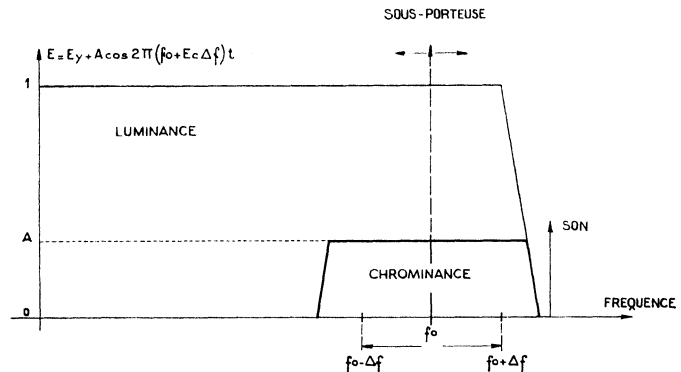 SOUS-PORTEUSE
E = Ey + A cos 2Π(fo + Ec Δf) t
1
LUMINANCE
A
SON
CHROMINANCE
FREQUENCE
0
fo
fo-Δf
fo+Δf